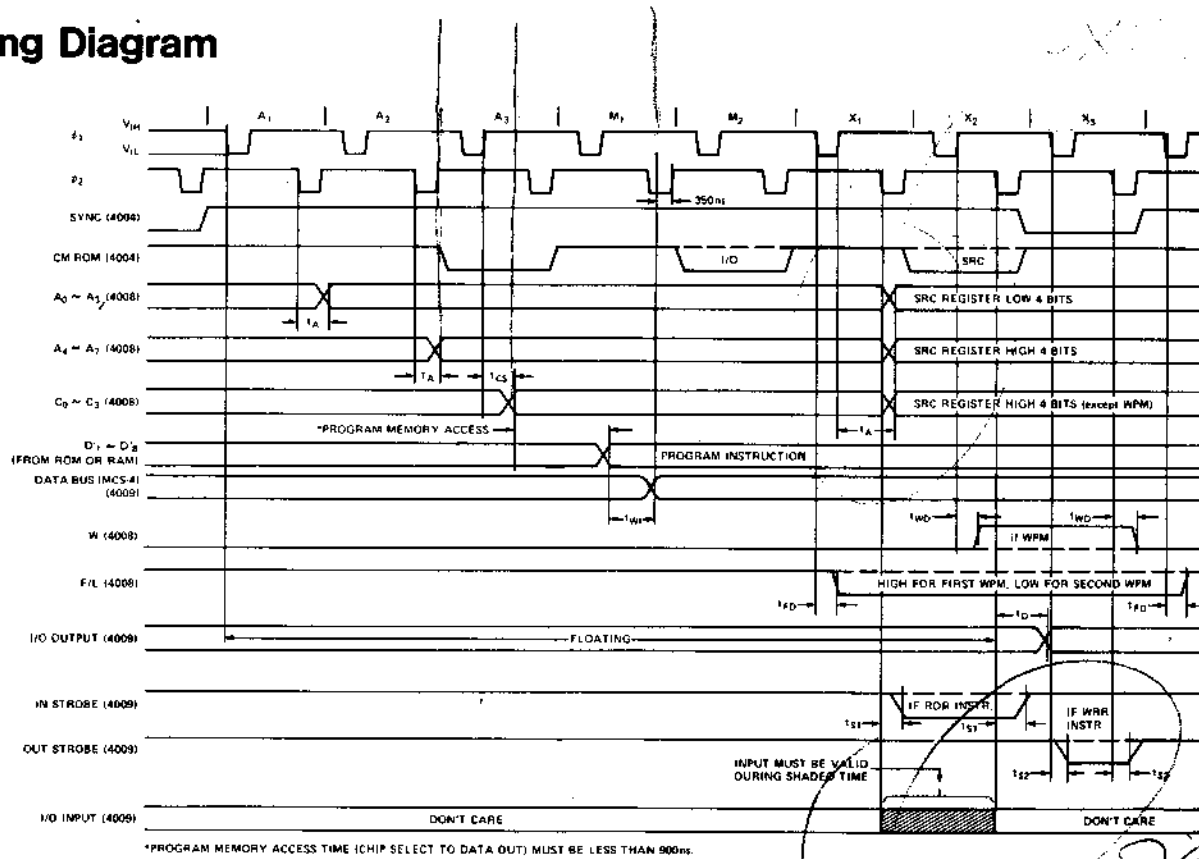 ng Diagram
A1 A2 A3 M1 M2 X1 X2 X3
φ1 VIH
VIL
φ2
350ns
SYNC (4004)
CM ROM (4004) I/O SRC
A0 ~ A3 (4008) SRC REGISTER LOW 4 BITS
tA
A4 ~ A7 (4008) SRC REGISTER HIGH 4 BITS
tA tCS
C0 ~ C3 (4008) SRC REGISTER HIGH 4 BITS (except WPM)
*PROGRAM MEMORY ACCESS tA
D'1 ~ D'8
(FROM ROM OR RAM) PROGRAM INSTRUCTION
DATA BUS (MCS-4)
(4009)
tWI tWD tWD
W (4008) IF WPM
F/L (4008) HIGH FOR FIRST WPM, LOW FOR SECOND WPM
tFD tD tFD
I/O OUTPUT (4009) FLOATING
IN STROBE (4009) IF RDR INSTR.
tS1 tS1
IF WRR
INSTR
OUT STROBE (4009)
tS2 tS2
INPUT MUST BE VALID
DURING SHADED TIME
I/O INPUT (4009) DON'T CARE DON'T CARE
*PROGRAM MEMORY ACCESS TIME (CHIP SELECT TO DATA OUT) MUST BE LESS THAN 900ns.